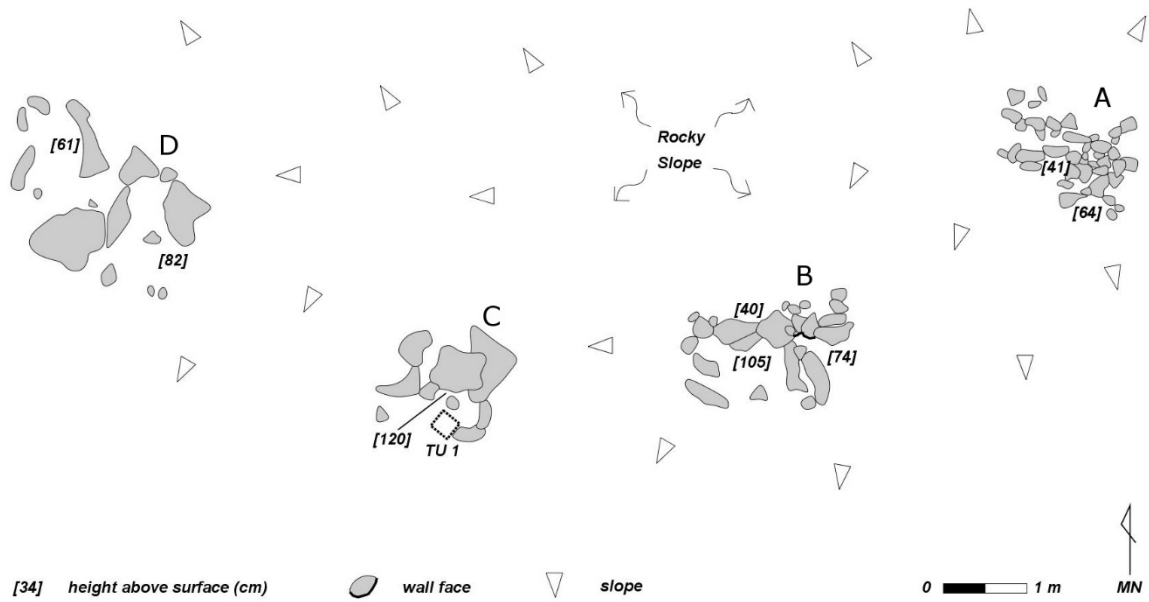 A
[61]
D
Rocky
Slope
[41]
[64]
[82]
B
[40]
C
[105]
[74]
[120]
TU 1
[34] height above surface (cm)
wall face
slope
0
1 m
MN